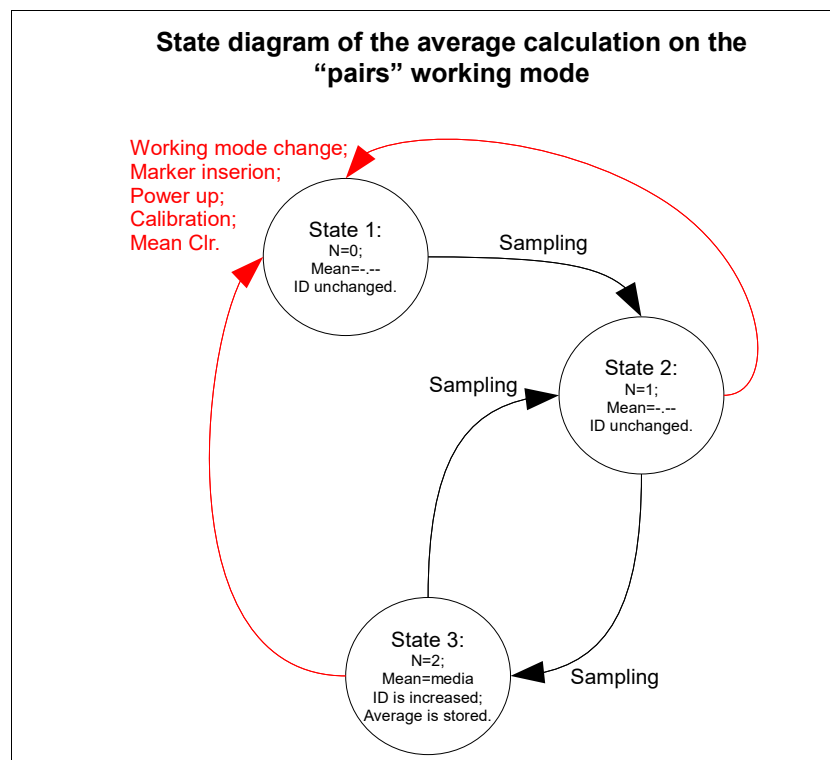 State diagram of the average calculation on the
“pairs” working mode
Working mode change;
Marker inserion;
Power up;
Calibration;
Mean Clr.
State 1:
N=0;
Mean=-.--
ID unchanged.
Sampling
State 2:
N=1;
Mean=-.--
ID unchanged.
Sampling
State 3:
N=2;
Mean=media
ID is increased;
Average is stored.
Sampling